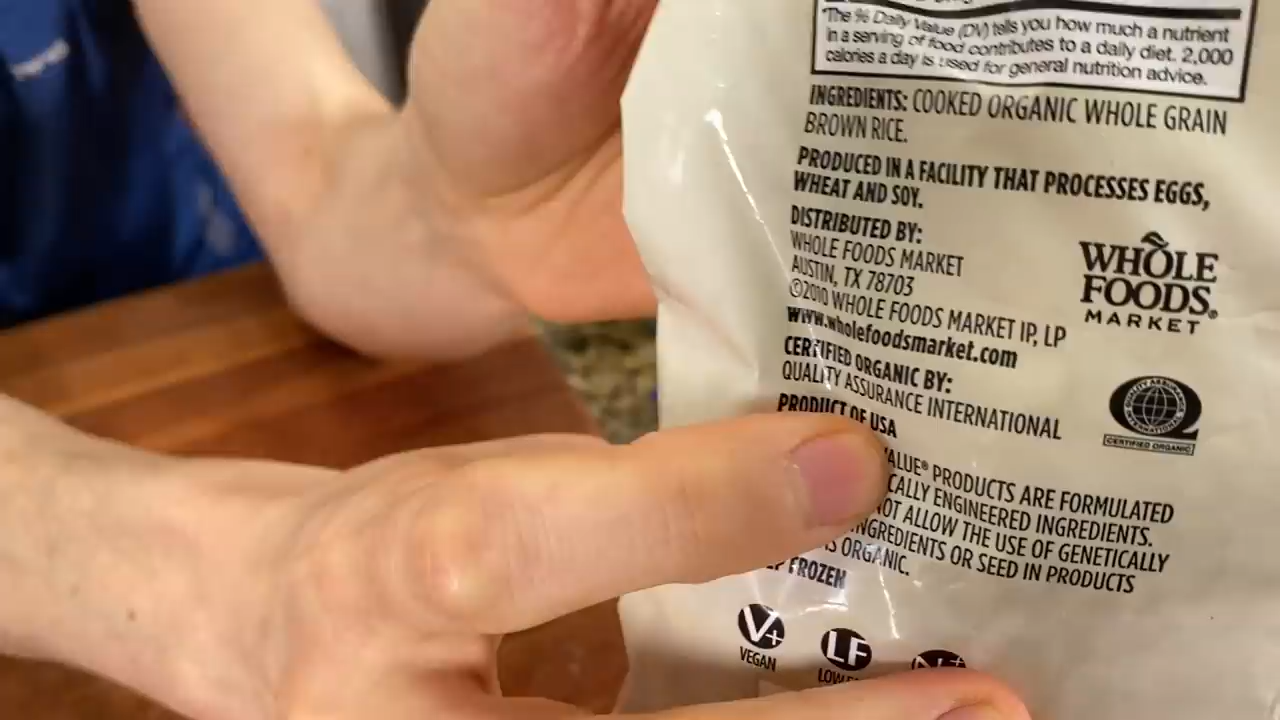 *The % Daily Value (DV) tells you how much a nutrient
in a serving of food contributes to a daily diet. 2,000
calories a day is used for general nutrition advice.
INGREDIENTS: COOKED ORGANIC WHOLE GRAIN
BROWN RICE.
PRODUCED IN A FACILITY THAT PROCESSES EGGS,
WHEAT AND SOY.
DISTRIBUTED BY:
WHOLE FOODS MARKET
AUSTIN, TX 78703
©2010 WHOLE FOODS MARKET IP, LP
www.wholefoodsmarket.com
CERTIFIED ORGANIC BY:
QUALITY ASSURANCE INTERNATIONAL
PRODUCT OF USA
WHOLE
FOODS®
MARKET
QUALITY ASSURANCE
INTERNATIONAL
CERTIFIED ORGANIC
ALUE® PRODUCTS ARE FORMULATED
CALLY ENGINEERED INGREDIENTS.
NOT ALLOW THE USE OF GENETICALLY
INGREDIENTS OR SEED IN PRODUCTS
IS ORGANIC.
FROZEN
V+
VEGAN
LF
LOW